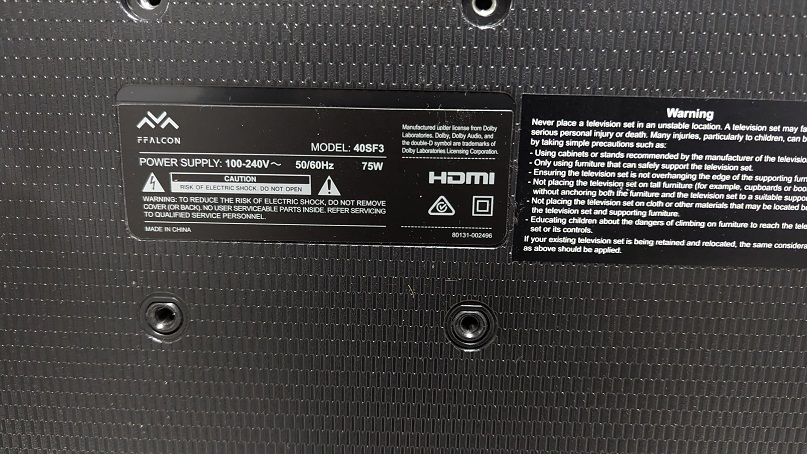 FFALCON
MODEL: 40SF3
POWER SUPPLY: 100-240V~ 50/60Hz 75W
CAUTION
RISK OF ELECTRIC SHOCK. DO NOT OPEN
WARNING: TO REDUCE THE RISK OF ELECTRIC SHOCK, DO NOT REMOVE
COVER (OR BACK). NO USER SERVICEABLE PARTS INSIDE. REFER SERVICING
TO QUALIFIED SERVICE PERSONNEL.
MADE IN CHINA
Manufactured under license from Dolby
Laboratories. Dolby, Dolby Audio, and
the double-D symbol are trademarks of
Dolby Laboratories Licensing Corporation.
HDMI
80131-002496
Warning
Never place a television set in an unstable location. A television set may
serious personal injury or death. Many injuries, particularly to children, can
by taking simple precautions such as:
- Using cabinets or stands recommended by the manufacturer of the
- Only using furniture that can safely support the television set.
- Ensuring the television set is not overhanging the edge of the supporting
- Not placing the television set on tall furniture (for example, cupboards or
without anchoring both the furniture and the television set to a suitable
- Not placing the television set on cloth or other materials that may be located
the television set and supporting furniture.
- Educating children about the dangers of climbing on furniture to reach the
set or its controls.
If your existing television set is being retained and relocated, the same
as above should be applied.